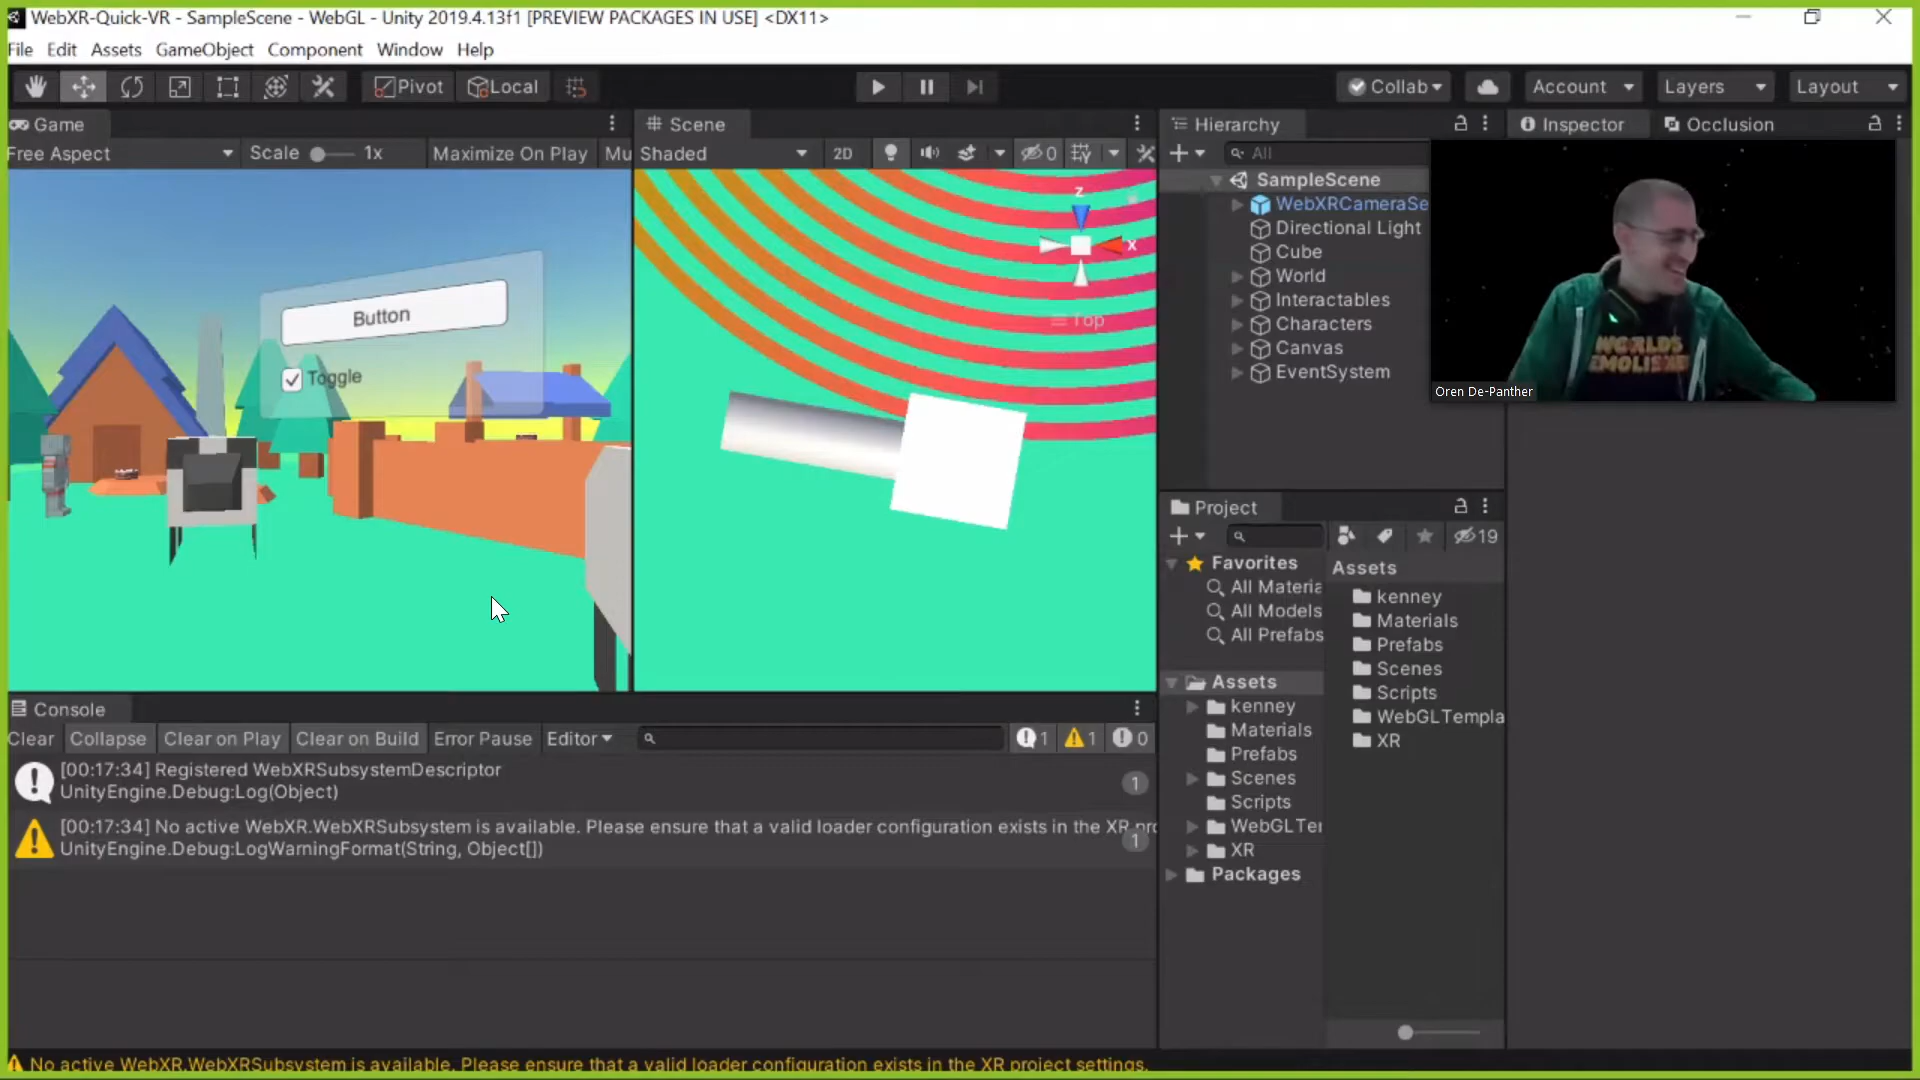 WebXR-Quick-VR - SampleScene - WebGL - Unity 2019.4.13f1 [PREVIEW PACKAGES IN USE] <DX11>
File Edit Assets GameObject Component Window Help
Pivot Local Collab Account Layers Layout
Game
Free Aspect Scale 1x Maximize On Play Mu
Button
Toggle
Scene
Shaded 2D 0
z
x
Top
Hierarchy
All
SampleScene
WebXRCameraSe
Directional Light
Cube
World
Interactables
Characters
Canvas
EventSystem
Inspector Occlusion
WORLDS
EMOLISHE
Oren De-Panther
Project
19
Favorites
All Materia
All Models
All Prefabs
Assets
kenney
Materials
Prefabs
Scenes
Scripts
WebGLTer
XR
Packages
Assets
kenney
Materials
Prefabs
Scenes
Scripts
WebGLTempla
XR
Console
Clear Collapse Clear on Play Clear on Build Error Pause Editor 1 1 0
[00:17:34] Registered WebXRSubsystemDescriptor
UnityEngine.Debug:Log(Object)
1
[00:17:34] No active WebXR.WebXRSubsystem is available. Please ensure that a valid loader configuration exists in the XR pro
UnityEngine.Debug:LogWarningFormat(String, Object[])
1
No active WebXR.WebXRSubsystem is available. Please ensure that a valid loader configuration exists in the XR project settings.